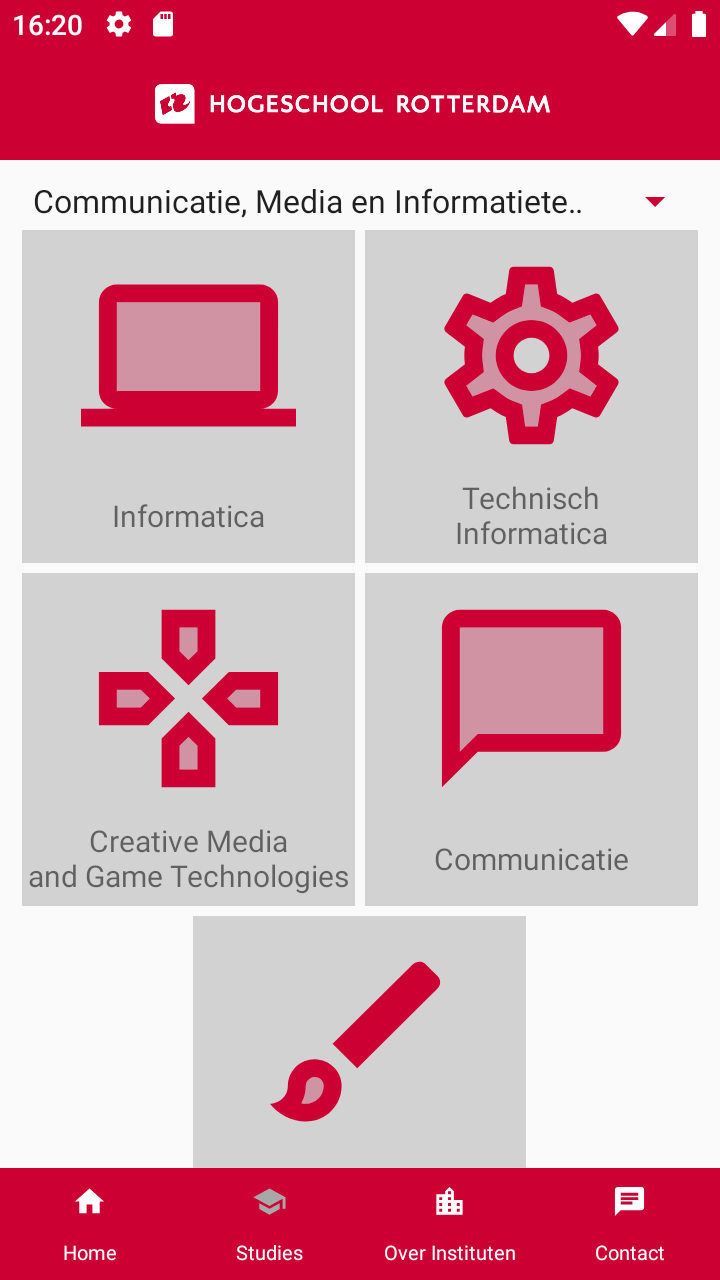 16:20
HOGESCHOOL ROTTERDAM
Communicatie, Media en Informatiete..
Informatica
Technisch
Informatica
Creative Media
and Game Technologies
Communicatie
Home
Studies
Over Instituten
Contact